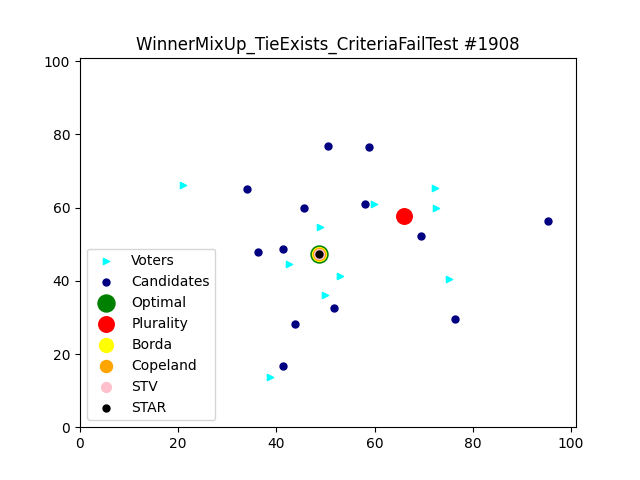 WinnerMixUp_TieExists_CriteriaFailTest #1908
100
80
60
40
20
0
Voters
Candidates
Optimal
Plurality
Borda
Copeland
STV
STAR
0 20 40 60 80 100